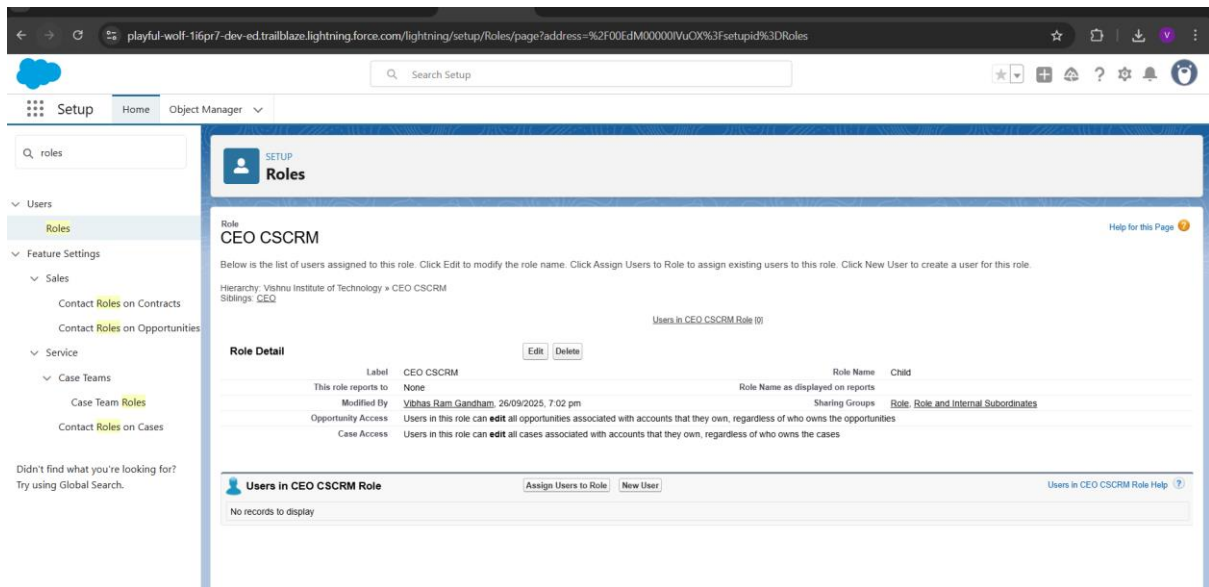 playful-wolf-1i6pr7-dev-ed.trailblaze.lightning.force.com/lightning/setup/Roles/page?address=%2F00EdM00000IVuOX%3Fsetupid%3DRoles
V
Search Setup
Setup Home Object Manager
roles
SETUP
Roles
Users
Roles
Feature Settings
Sales
Contact Roles on Contracts
Contact Roles on Opportunities
Service
Case Teams
Case Team Roles
Contact Roles on Cases
Didn't find what you're looking for?
Try using Global Search.
Role
CEO CSCRM
Help for this Page ?
Below is the list of users assigned to this role. Click Edit to modify the role name. Click Assign Users to Role to assign existing users to this role. Click New User to create a user for this role.
Hierarchy: Vishnu Institute of Technology » CEO CSCRM
Siblings: CEO
Users in CEO CSCRM Role [0]
Role Detail Edit Delete
Label CEO CSCRM Role Name Child
This role reports to None Role Name as displayed on reports
Modified By Vibhas Ram Gandham, 26/09/2025, 7:02 pm Sharing Groups Role, Role and Internal Subordinates
Opportunity Access Users in this role can edit all opportunities associated with accounts that they own, regardless of who owns the opportunities
Case Access Users in this role can edit all cases associated with accounts that they own, regardless of who owns the cases
Users in CEO CSCRM Role Assign Users to Role New User Users in CEO CSCRM Role Help ?
No records to display